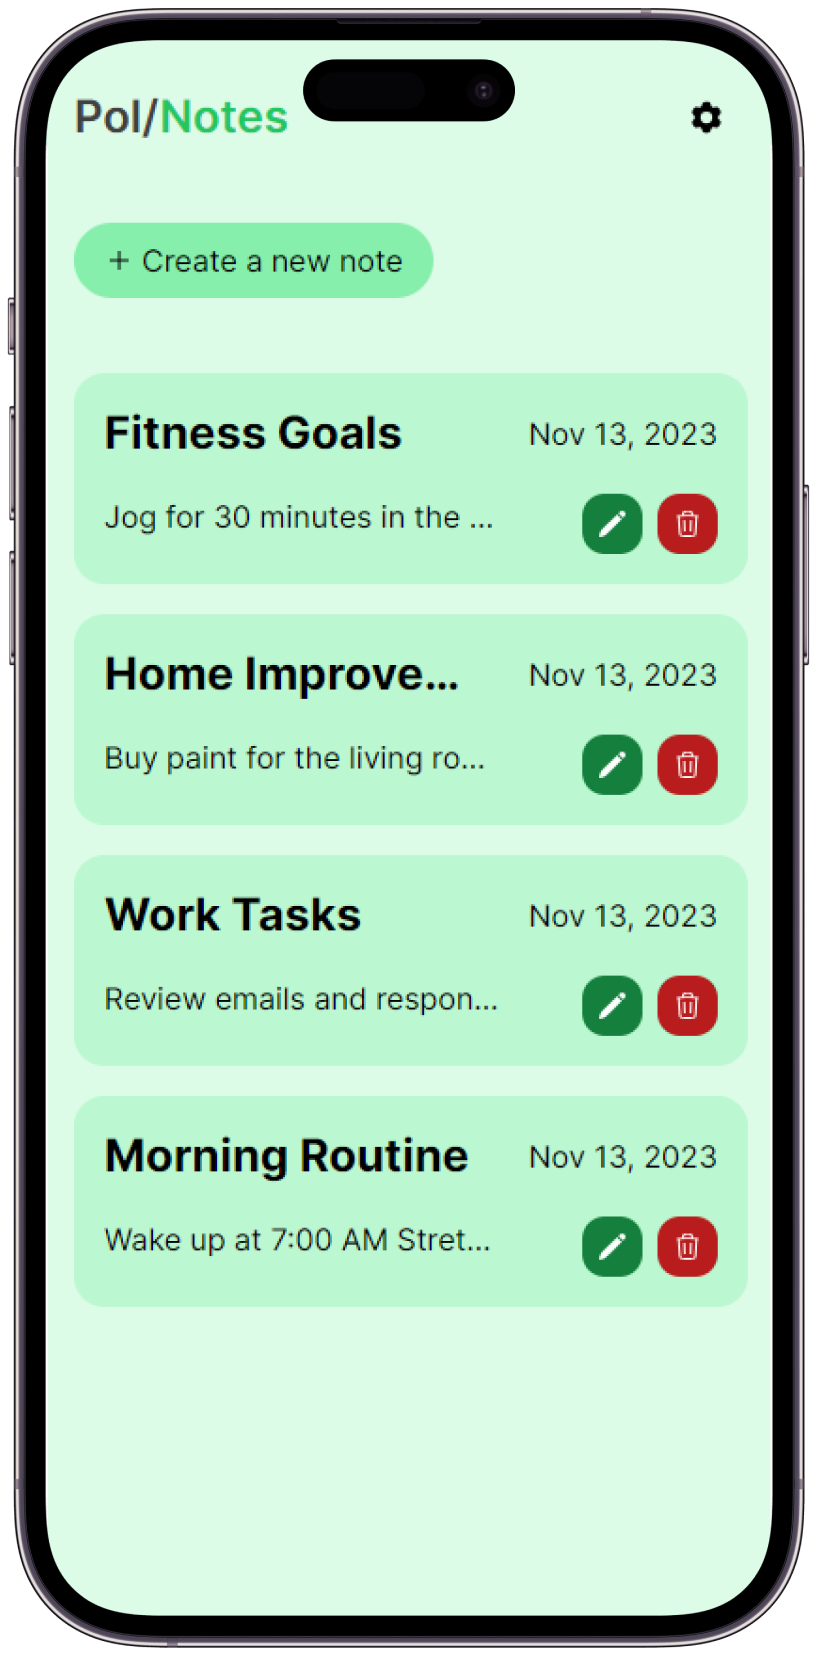 Pol/Notes
+ Create a new note
Fitness Goals Nov 13, 2023
Jog for 30 minutes in the ...
Home Improve... Nov 13, 2023
Buy paint for the living ro...
Work Tasks Nov 13, 2023
Review emails and respon...
Morning Routine Nov 13, 2023
Wake up at 7:00 AM Stret...